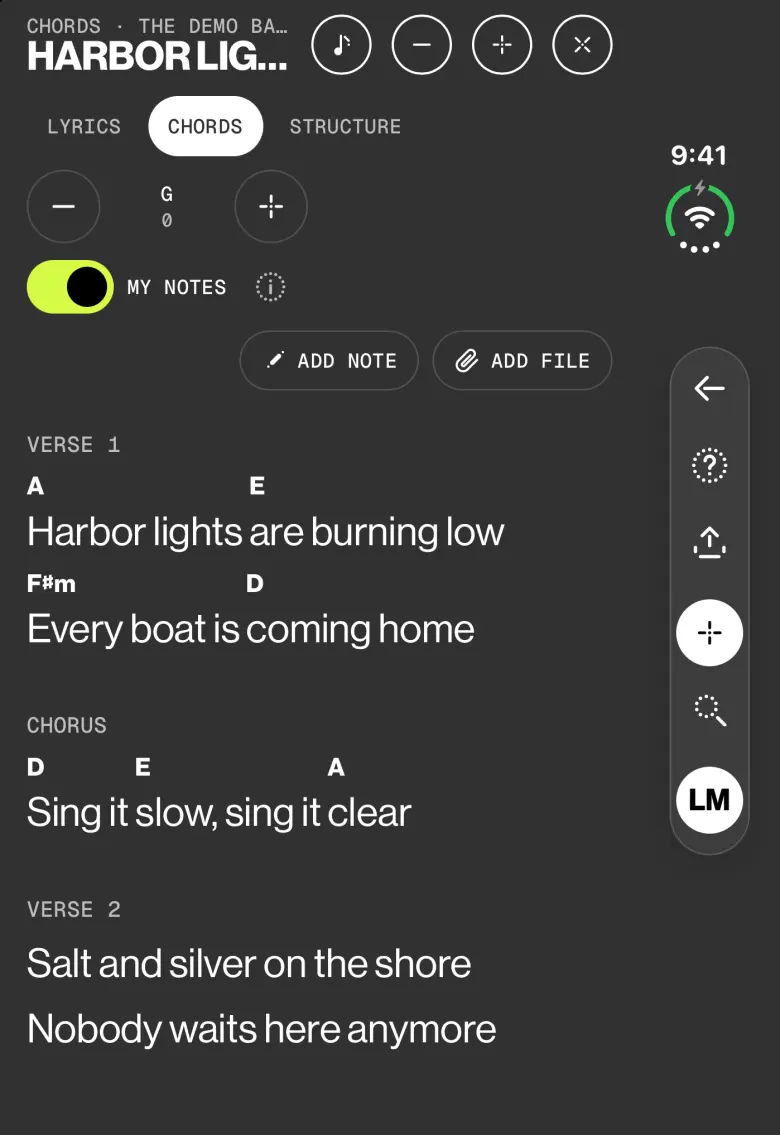 CHORDS · THE DEMO BA…
HARBOR LIG…
LYRICS CHORDS STRUCTURE
9:41
G
0
MY NOTES
ADD NOTE ADD FILE
VERSE 1
A E
Harbor lights are burning low
F#m D
Every boat is coming home
CHORUS
D E A
Sing it slow, sing it clear
LM
VERSE 2
Salt and silver on the shore
Nobody waits here anymore